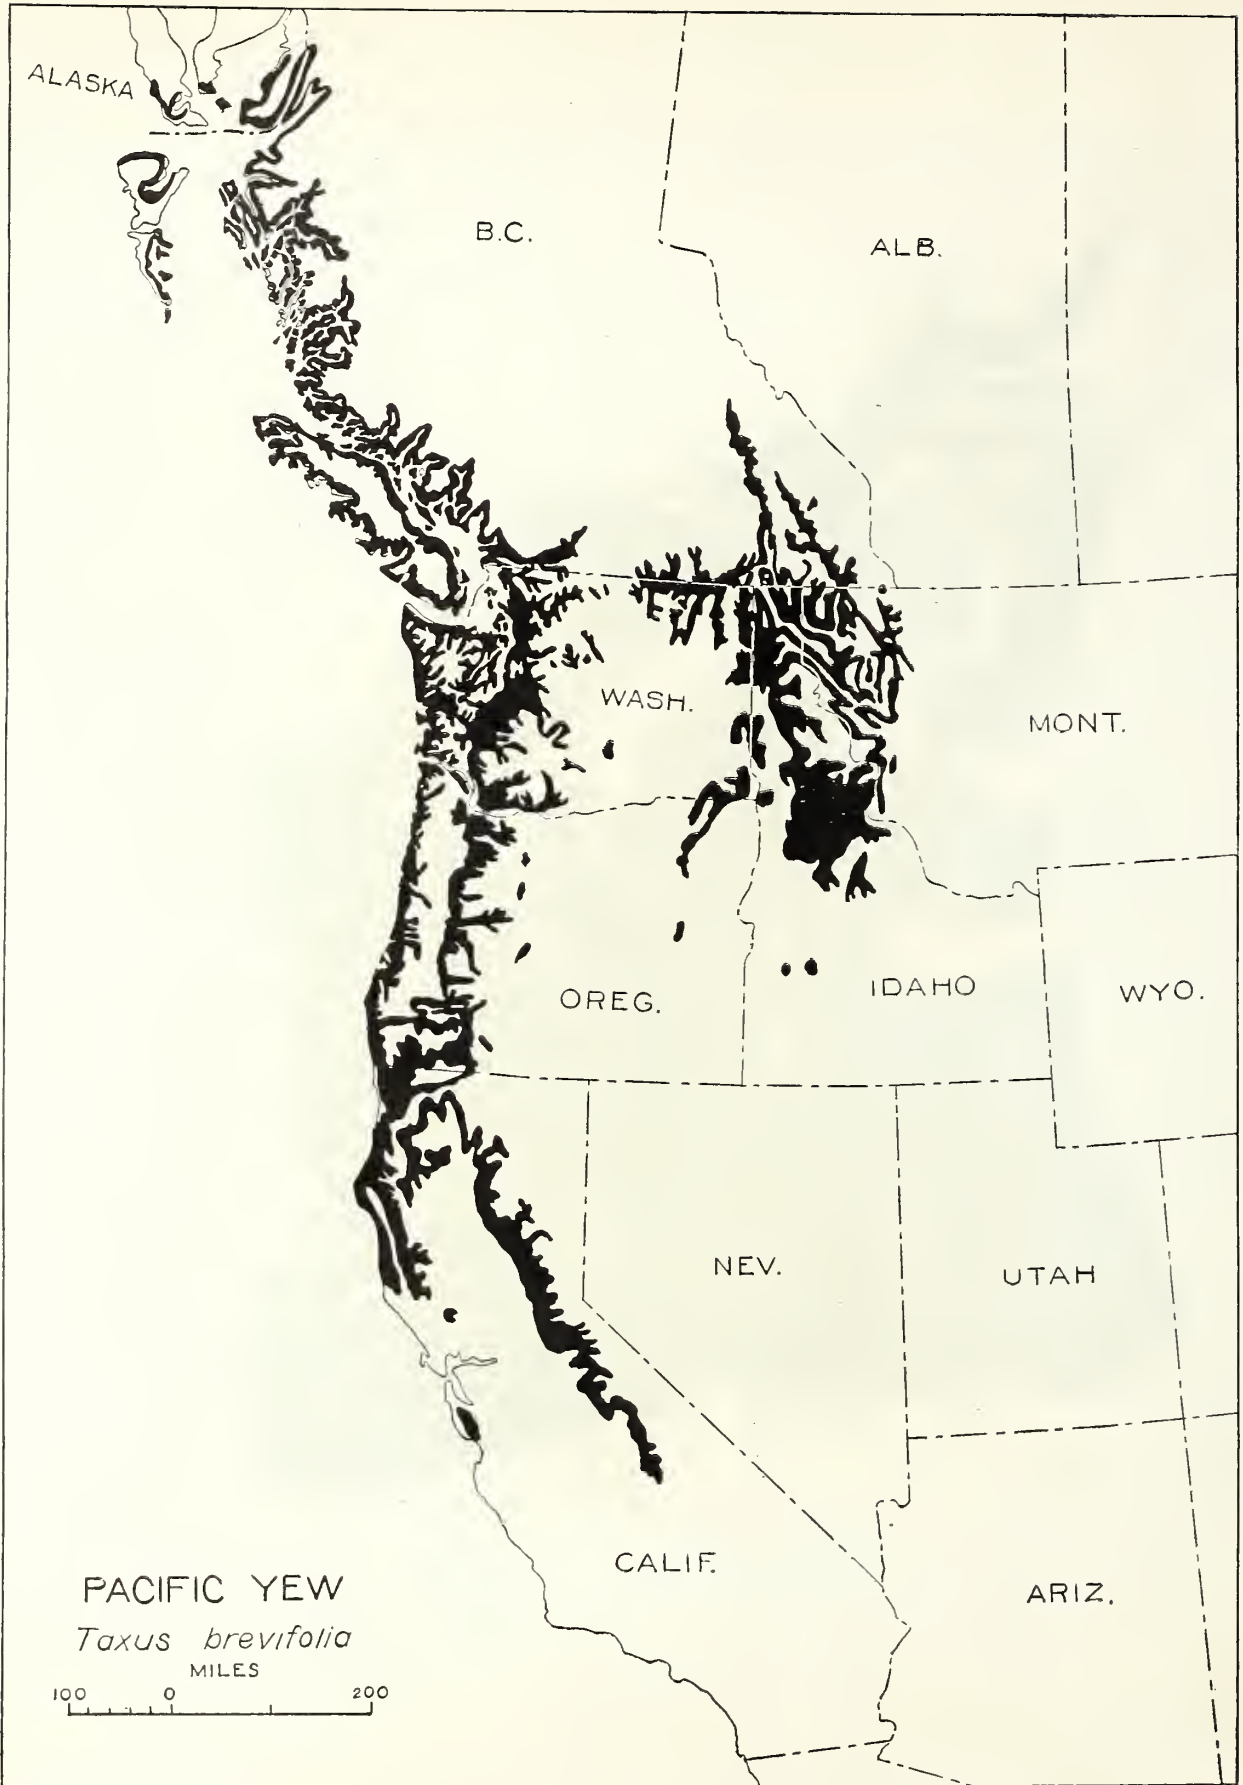 ALASKA
B.C.
ALB.
WASH.
MONT.
OREG.
IDAHO
WYO.
NEV.
UTAH
CALIF.
ARIZ.
PACIFIC YEW
Taxus brevifolia
MILES
100 0 200